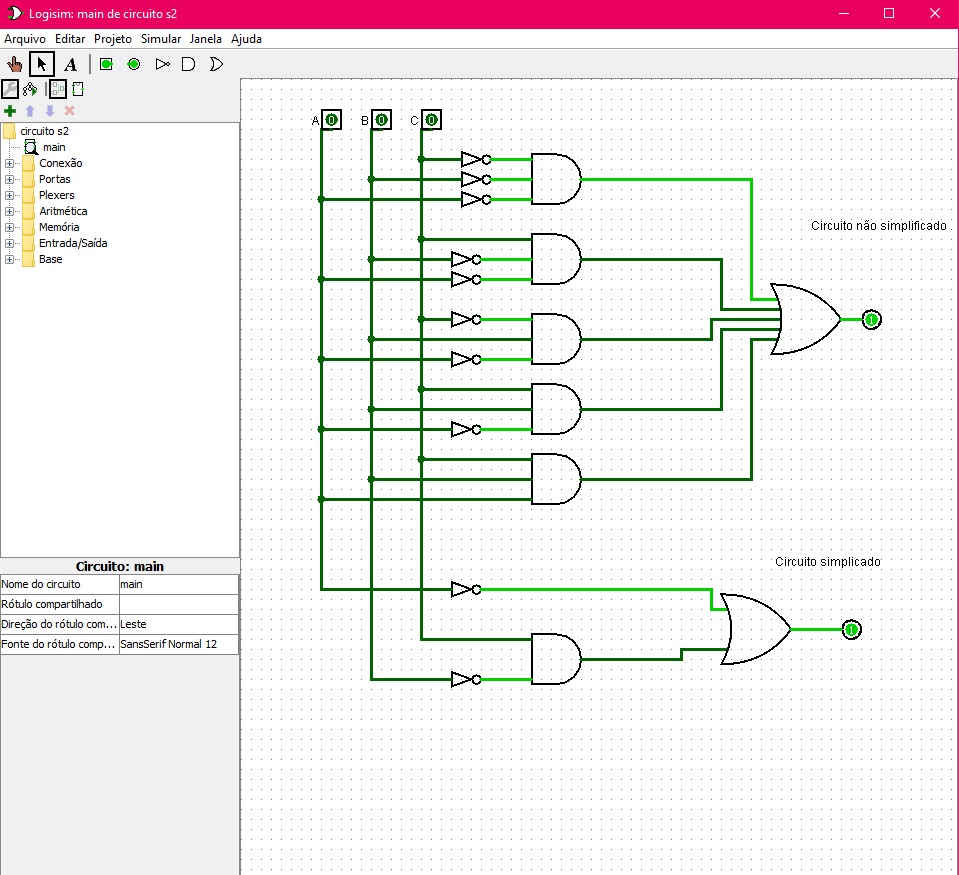 Logisim: main de circuito s2
Arquivo Editar Projeto Simular Janela Ajuda
A
circuito s2
main
Conexão
Portas
Plexers
Aritmética
Memória
Entrada/Saída
Base
Circuito: main
Nome do circuito main
Rótulo compartilhado
Direção do rótulo com... Leste
Fonte do rótulo comp... SansSerif Normal 12
A 0 B 0 C 0
Circuito não simplificado
1
Circuito simplicado
1